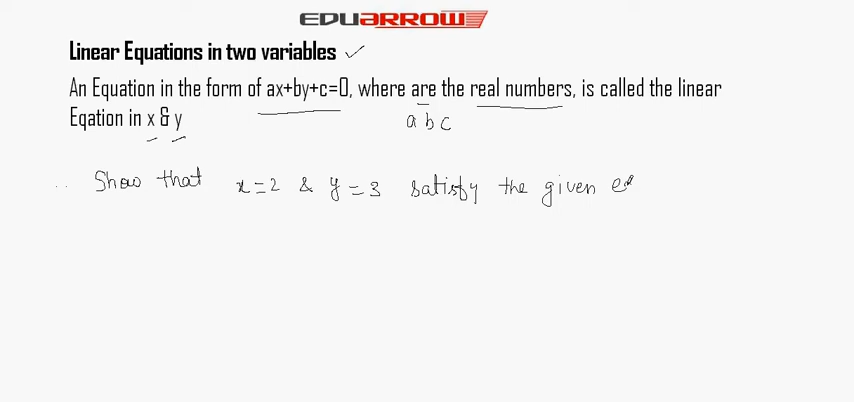 EDUARROW
Linear Equations in two variables
An Equation in the form of ax+by+c=0, where are the real numbers, is called the linear
Eqation in x & y
a b c
Show that x=2 & y=3 satisfy the given